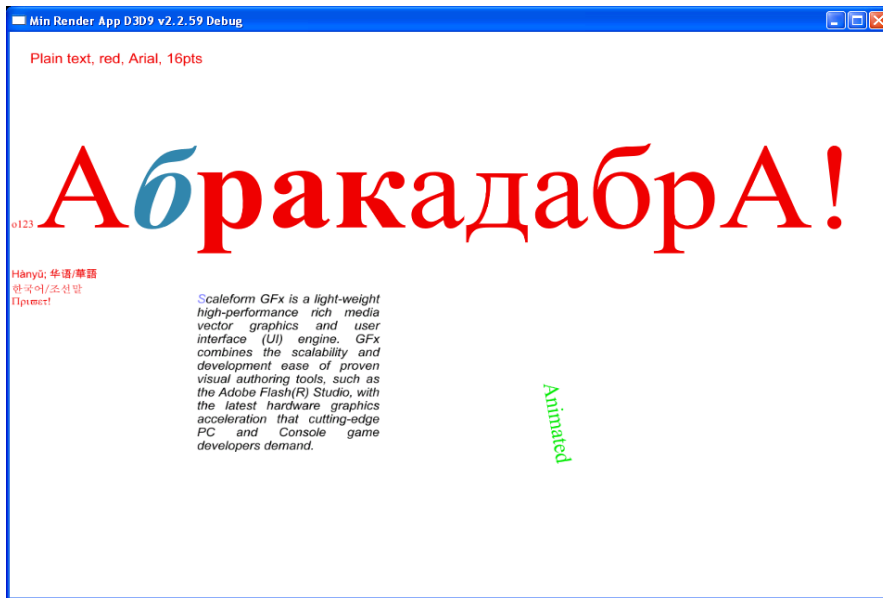 Min Render App D3D9 v2.2.59 Debug
Plain text, red, Arial, 16pts
o123 АбракадабрА!
Hànyǔ; 华语/華語
한국어/조선말
Привет!
Scaleform GFx is a light-weight
high-performance rich media
vector graphics and user
interface (UI) engine. GFx
combines the scalability and
development ease of proven
visual authoring tools, such as
the Adobe Flash(R) Studio, with
the latest hardware graphics
acceleration that cutting-edge
PC and Console game
developers demand.
Animated